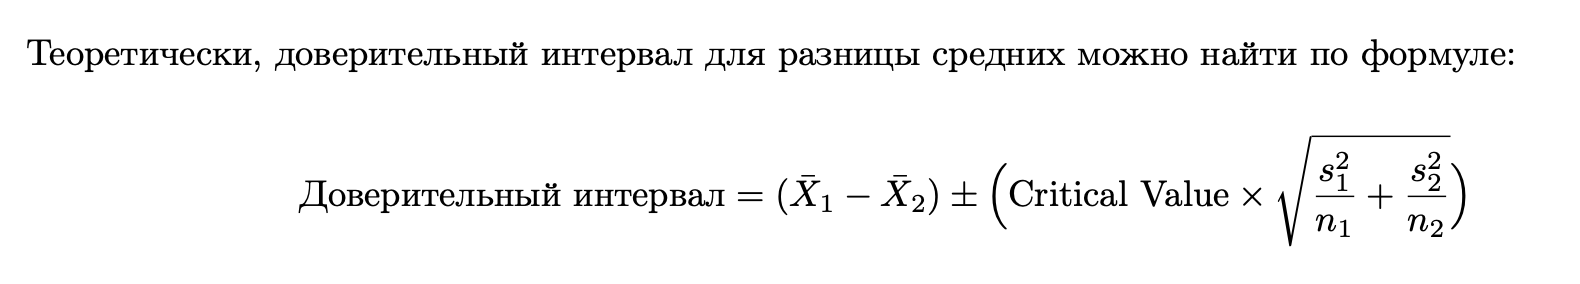 Теоретически, доверительный интервал для разницы средних можно найти по формуле:
Доверительный интервал = (X̄₁ − X̄₂) ± (Critical Value × √(s₁²/n₁ + s₂²/n₂))